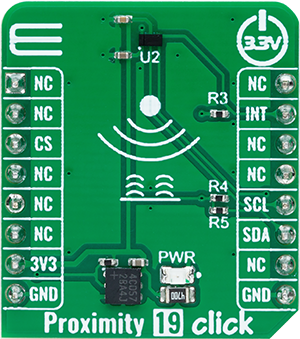 3.3V
U2
NC NC
NC R3 INT
CS NC
NC NC
NC R4 SCL
NC R5 SDA
3V3 PWR NC
GND GND
4700
Proximity 19 click